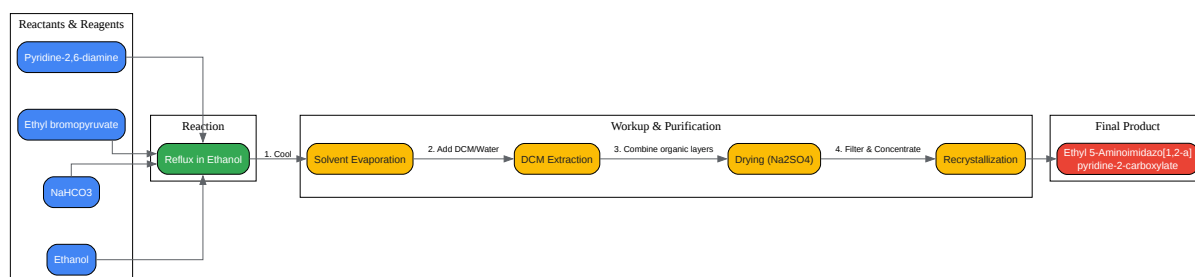 Reactants & Reagents
Pyridine-2,6-diamine
Ethyl bromopyruvate
NaHCO3
Ethanol
Reaction
Reflux in Ethanol
1. Cool
Workup & Purification
Solvent Evaporation
2. Add DCM/Water
DCM Extraction
3. Combine organic layers
Drying (Na2SO4)
4. Filter & Concentrate
Recrystallization
Final Product
Ethyl 5-Aminoimidazo[1,2-a]
pyridine-2-carboxylate